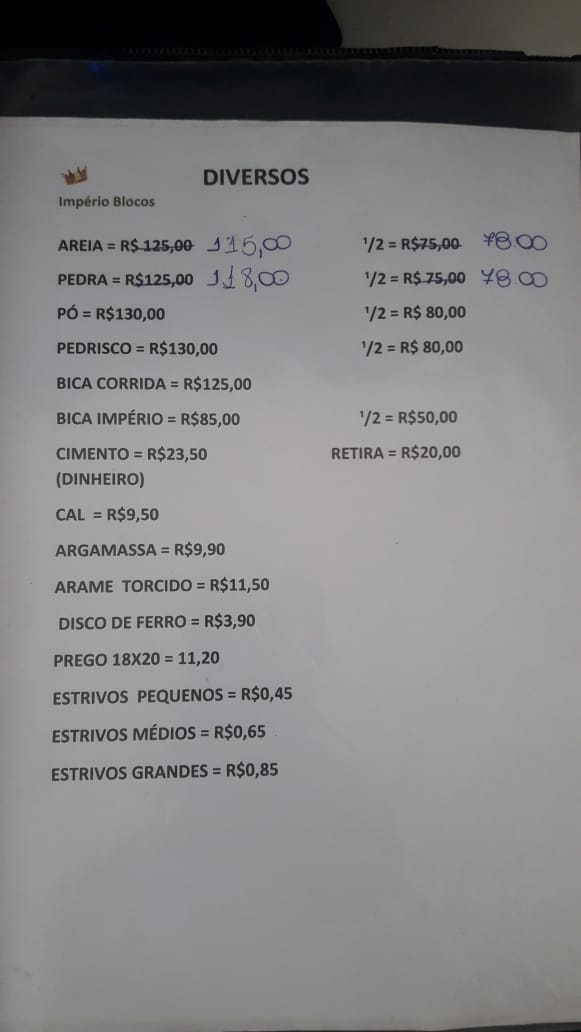 DIVERSOS
Império Blocos
AREIA = R$ 125,00 115,00 ¹/2 = R$75,00 78.00
PEDRA = R$125,00 118,00 ¹/2 = R$ 75,00 78.00
PÓ = R$130,00 ¹/2 = R$ 80,00
PEDRISCO = R$130,00 ¹/2 = R$ 80,00
BICA CORRIDA = R$125,00
BICA IMPÉRIO = R$85,00 ¹/2 = R$50,00
CIMENTO = R$23,50 RETIRA = R$20,00
(DINHEIRO)
CAL = R$9,50
ARGAMASSA = R$9,90
ARAME TORCIDO = R$11,50
DISCO DE FERRO = R$3,90
PREGO 18X20 = 11,20
ESTRIVOS PEQUENOS = R$0,45
ESTRIVOS MÉDIOS = R$0,65
ESTRIVOS GRANDES = R$0,85